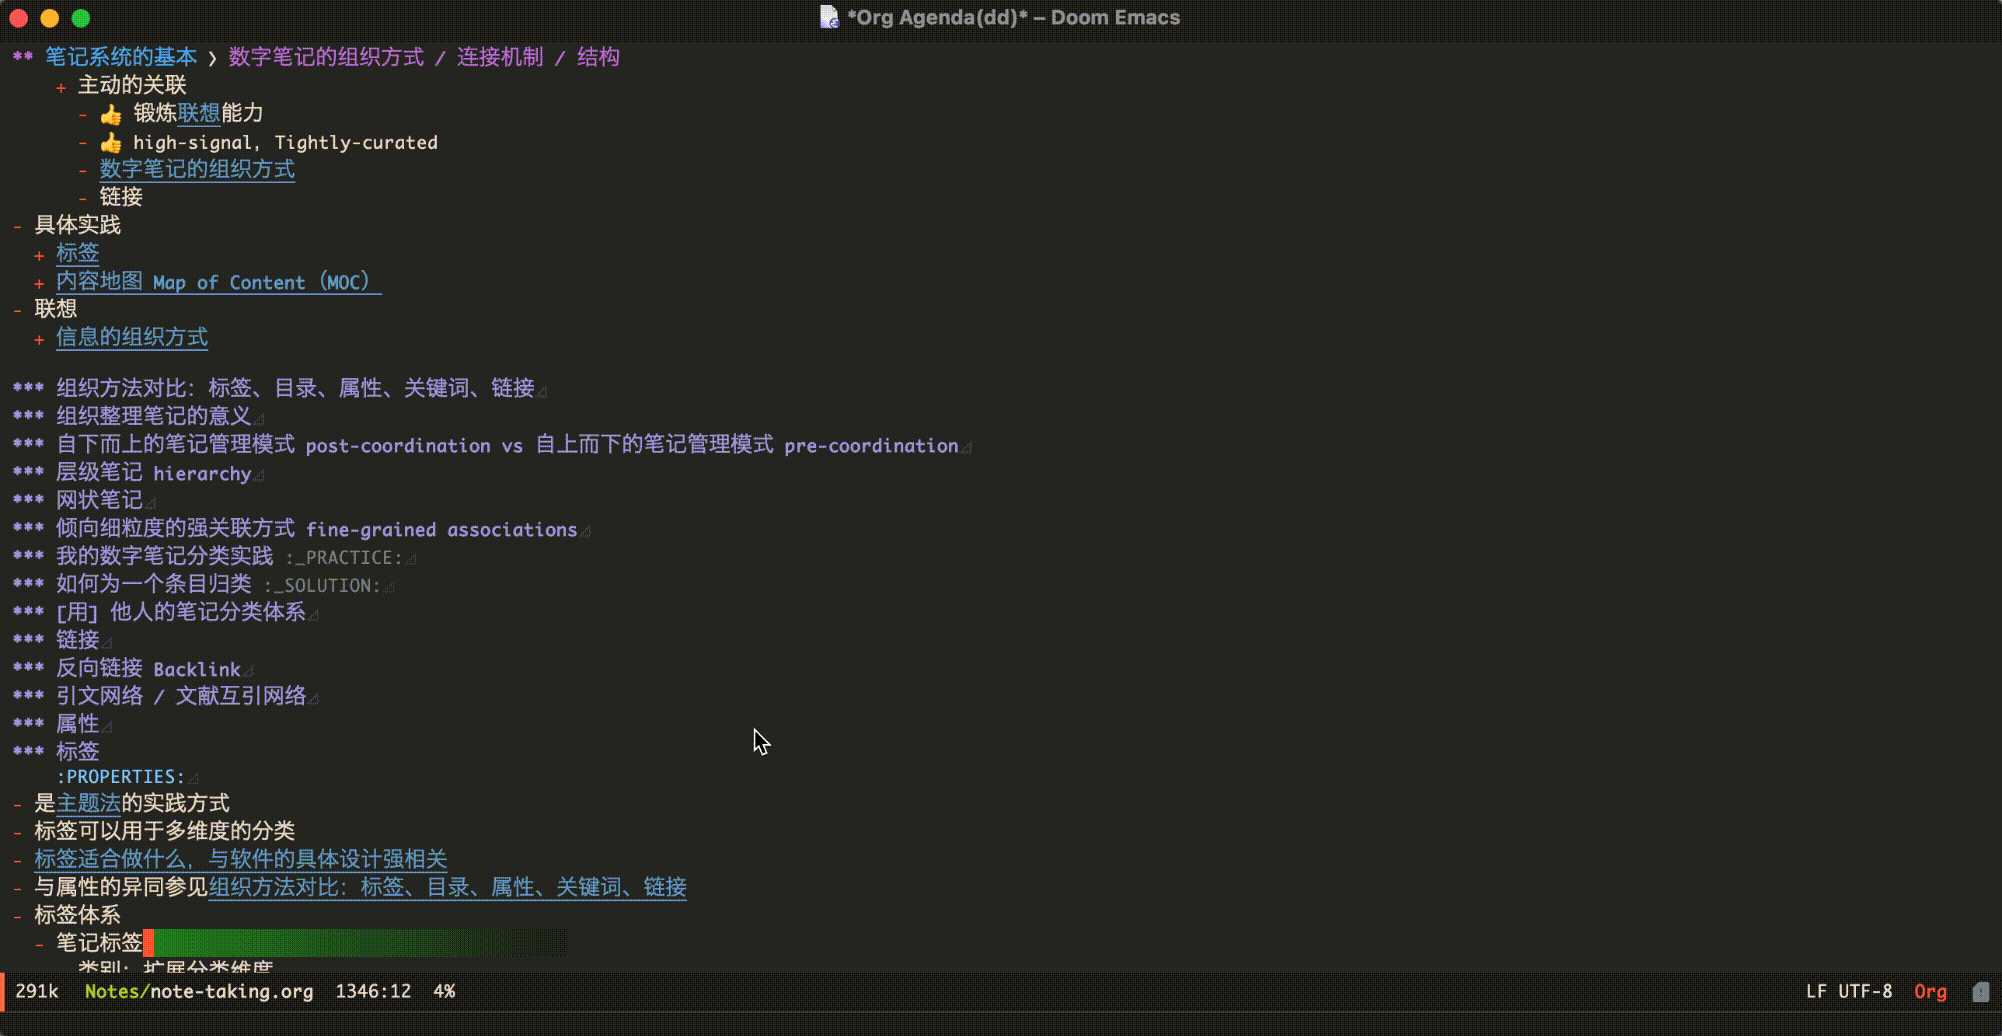 *Org Agenda(dd)* – Doom Emacs
** 笔记系统的基本 ❯ 数字笔记的组织方式 / 连接机制 / 结构
+ 主动的关联
- 👍 锻炼联想能力
- 👍 high-signal, Tightly-curated
- 数字笔记的组织方式
- 链接
- 具体实践
+ 标签
+ 内容地图 Map of Content（MOC）
- 联想
+ 信息的组织方式
*** 组织方法对比：标签、目录、属性、关键词、链接
*** 组织整理笔记的意义
*** 自下而上的笔记管理模式 post-coordination vs 自上而下的笔记管理模式 pre-coordination
*** 层级笔记 hierarchy
*** 网状笔记
*** 倾向细粒度的强关联方式 fine-grained associations
*** 我的数字笔记分类实践 :_PRACTICE:
*** 如何为一个条目归类 :_SOLUTION:
*** [用] 他人的笔记分类体系
*** 链接
*** 反向链接 Backlink
*** 引文网络 / 文献互引网络
*** 属性
*** 标签
:PROPERTIES:
- 是主题法的实践方式
- 标签可以用于多维度的分类
- 标签适合做什么，与软件的具体设计强相关
- 与属性的异同参见组织方法对比：标签、目录、属性、关键词、链接
- 标签体系
- 笔记标签
类别：扩展分类维度
291k Notes/note-taking.org 1346:12 4% LF UTF-8 Org